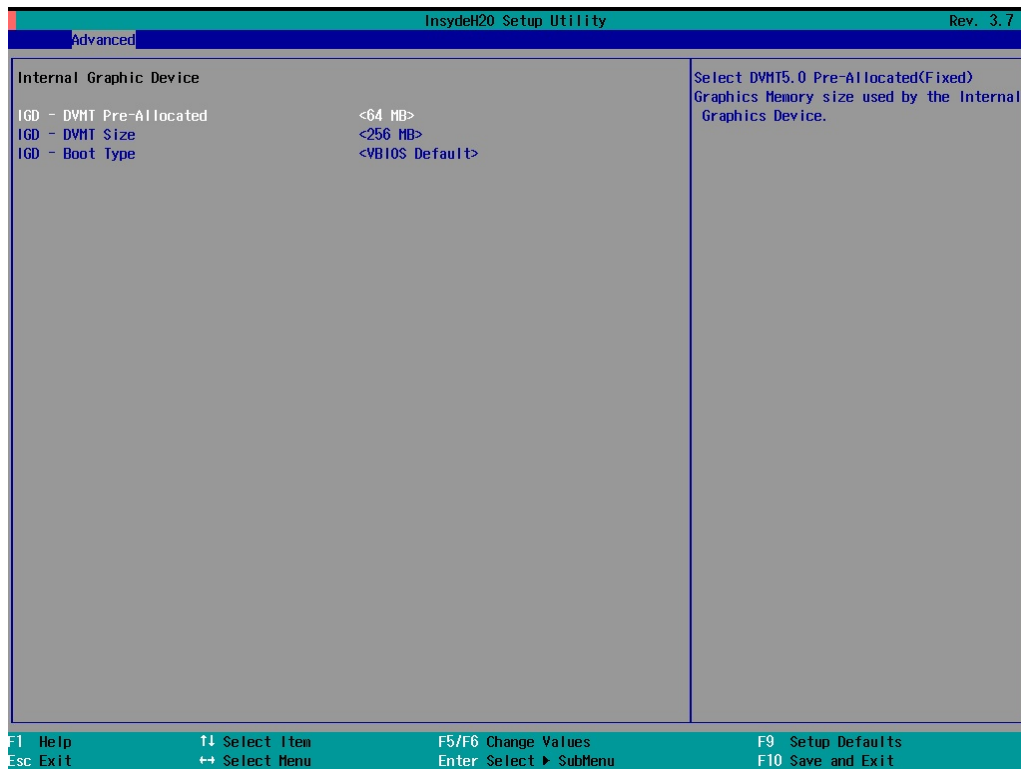 InsydeH2O Setup Utility Rev. 3.7
Advanced
Internal Graphic Device
IGD - DVMT Pre-Allocated <64 MB>
IGD - DVMT Size <256 MB>
IGD - Boot Type <VBIOS Default>
Select DVMT5.0 Pre-Allocated(Fixed)
Graphics Memory size used by the Internal
Graphics Device.
F1 Help ↑↓ Select Item F5/F6 Change Values F9 Setup Defaults
Esc Exit ↔ Select Menu Enter Select ▶ SubMenu F10 Save and Exit